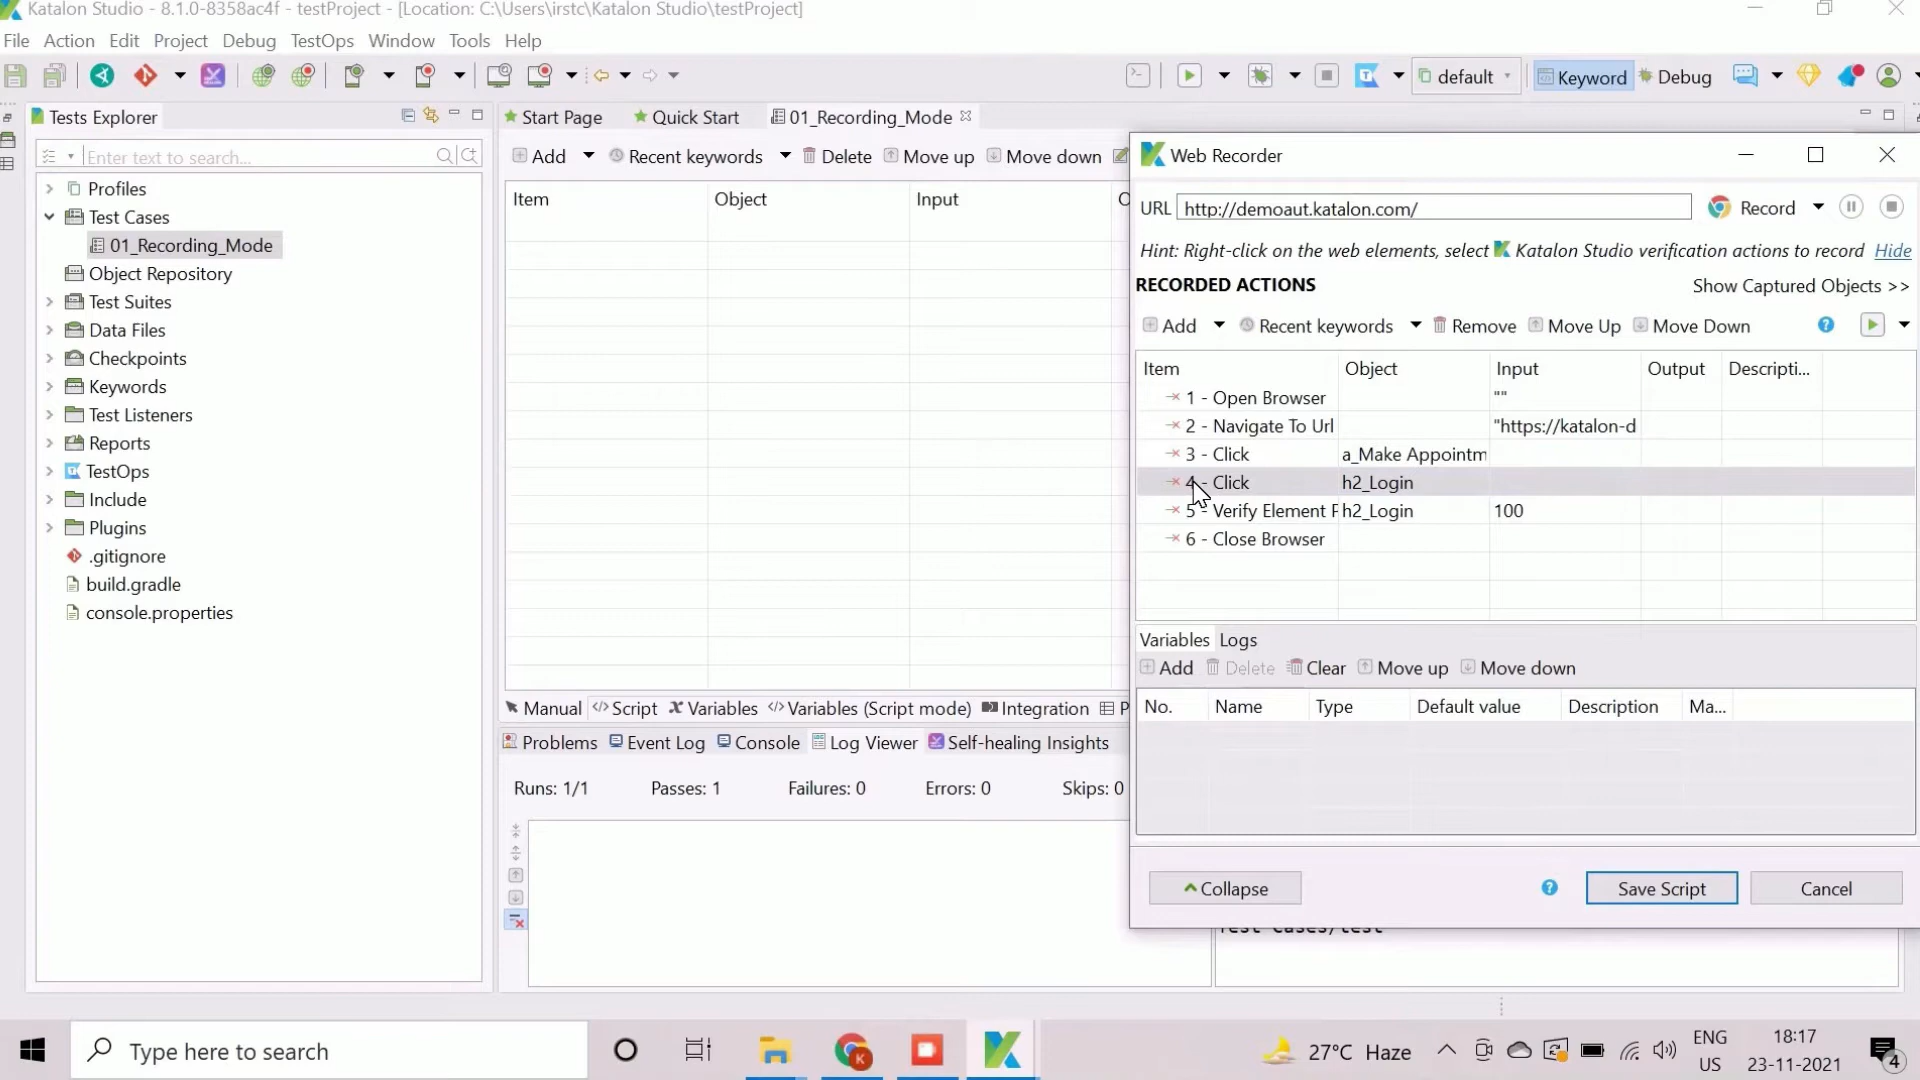 Katalon Studio - 8.1.0-8358ac4f - testProject - [Location: C:\Users\irstc\Katalon Studio\testProject]
File Action Edit Project Debug TestOps Window Tools Help
default Keyword Debug
Tests Explorer
Enter text to search...
Profiles
Test Cases
01_Recording_Mode
Object Repository
Test Suites
Data Files
Checkpoints
Keywords
Test Listeners
Reports
TestOps
Include
Plugins
.gitignore
build.gradle
console.properties
Start Page Quick Start 01_Recording_Mode
Add Recent keywords Delete Move up Move down
Item Object Input O
Manual Script Variables Variables (Script mode) Integration P
Problems Event Log Console Log Viewer Self-healing Insights
Runs: 1/1 Passes: 1 Failures: 0 Errors: 0 Skips: 0
Web Recorder
URL http://demoaut.katalon.com/ Record
Hint: Right-click on the web elements, select Katalon Studio verification actions to record Hide
RECORDED ACTIONS
Show Captured Objects >>
Add Recent keywords Remove Move Up Move Down
Item Object Input Output Descripti...
1 - Open Browser ""
2 - Navigate To Url "https://katalon-d
3 - Click a_Make Appointm
4 - Click h2_Login
5 - Verify Element P h2_Login 100
6 - Close Browser
Variables Logs
Add Delete Clear Move up Move down
No. Name Type Default value Description Ma...
Collapse Save Script Cancel
Test Cases/test
Type here to search
27°C Haze
ENG
US
18:17
23-11-2021
4